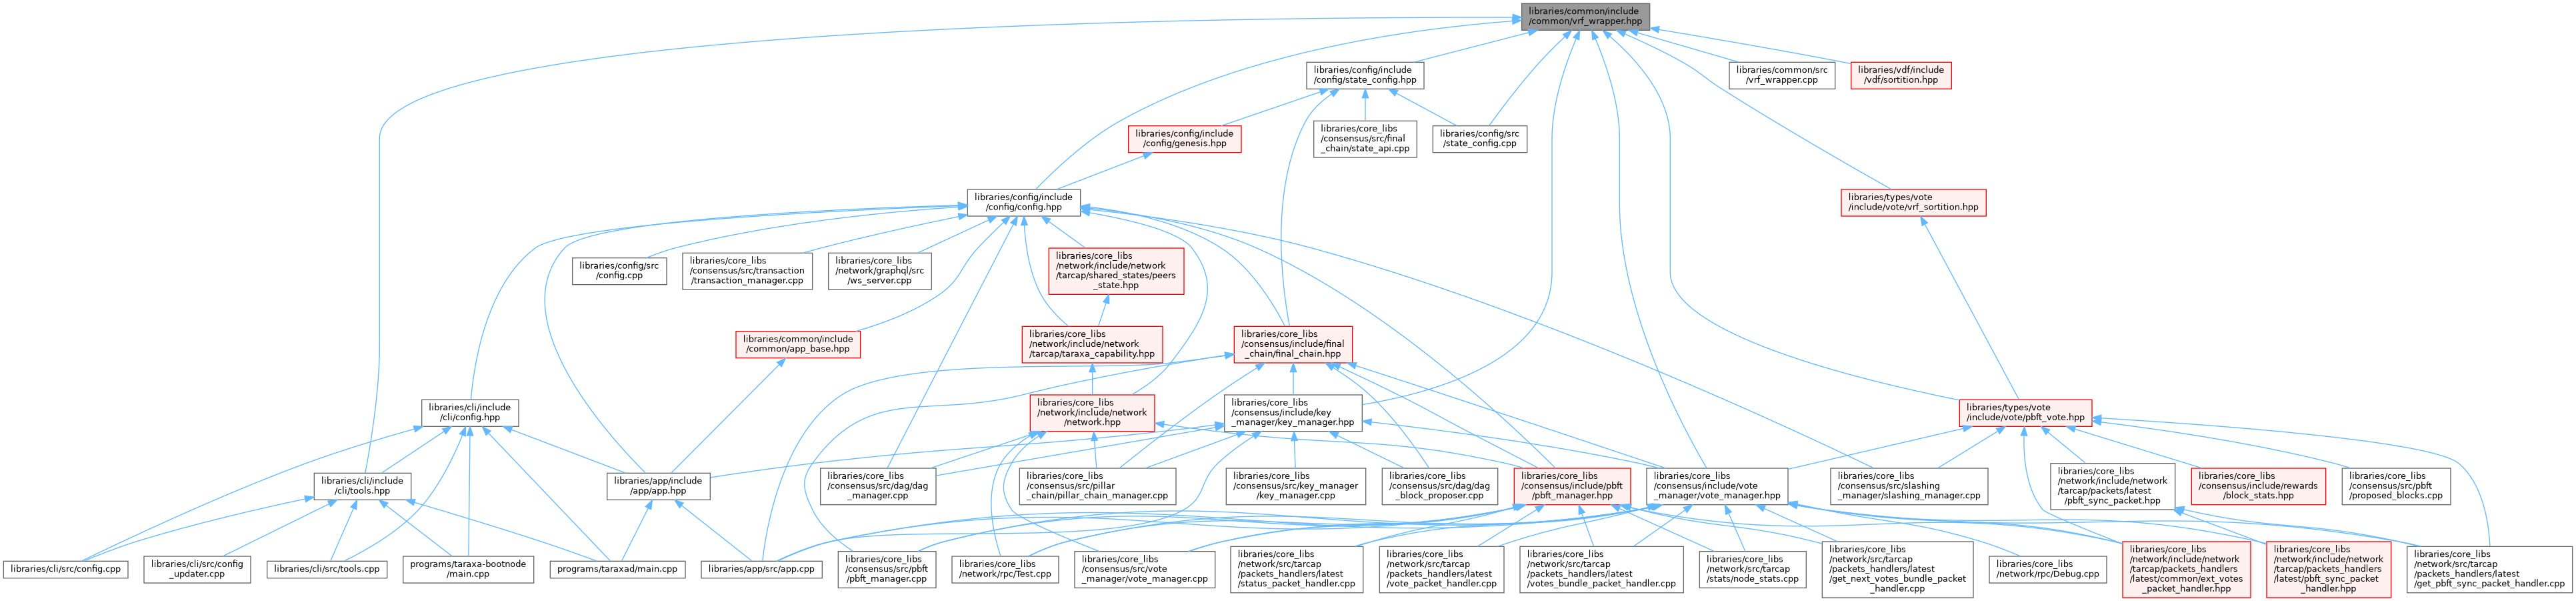 libraries/common/include
/common/vrf_wrapper.hpp
libraries/config/include
/config/state_config.hpp
libraries/common/src
/vrf_wrapper.cpp
libraries/vdf/include
/vdf/sortition.hpp
libraries/config/include
/config/genesis.hpp
libraries/core_libs
/consensus/src/final
_chain/state_api.cpp
libraries/config/src
/state_config.cpp
libraries/config/include
/config/config.hpp
libraries/types/vote
/include/vote/vrf_sortition.hpp
libraries/config/src
/config.cpp
libraries/core_libs
/consensus/src/transaction
/transaction_manager.cpp
libraries/core_libs
/network/graphql/src
/ws_server.cpp
libraries/core_libs
/network/include/network
/tarcap/shared_states/peers
_state.hpp
libraries/common/include
/common/app_base.hpp
libraries/core_libs
/network/include/network
/tarcap/taraxa_capability.hpp
libraries/core_libs
/consensus/include/final
_chain/final_chain.hpp
libraries/cli/include
/cli/config.hpp
libraries/core_libs
/network/include/network
/network.hpp
libraries/core_libs
/consensus/include/key
_manager/key_manager.hpp
libraries/types/vote
/include/vote/pbft_vote.hpp
libraries/cli/include
/cli/tools.hpp
libraries/app/include
/app/app.hpp
libraries/core_libs
/consensus/src/dag/dag
_manager.cpp
libraries/core_libs
/consensus/src/pillar
_chain/pillar_chain_manager.cpp
libraries/core_libs
/consensus/src/key_manager
/key_manager.cpp
libraries/core_libs
/consensus/src/dag/dag
_block_proposer.cpp
libraries/core_libs
/consensus/include/pbft
/pbft_manager.hpp
libraries/core_libs
/consensus/include/vote
_manager/vote_manager.hpp
libraries/core_libs
/consensus/src/slashing
_manager/slashing_manager.cpp
libraries/core_libs
/network/include/network
/tarcap/packets/latest
/pbft_sync_packet.hpp
libraries/core_libs
/consensus/include/rewards
/block_stats.hpp
libraries/core_libs
/consensus/src/pbft
/proposed_blocks.cpp
libraries/cli/src/config.cpp
libraries/cli/src/config
_updater.cpp
libraries/cli/src/tools.cpp
programs/taraxa-bootnode
/main.cpp
programs/taraxad/main.cpp
libraries/app/src/app.cpp
libraries/core_libs
/consensus/src/pbft
/pbft_manager.cpp
libraries/core_libs
/network/rpc/Test.cpp
libraries/core_libs
/consensus/src/vote
_manager/vote_manager.cpp
libraries/core_libs
/network/src/tarcap
/packets_handlers/latest
/status_packet_handler.cpp
libraries/core_libs
/network/src/tarcap
/packets_handlers/latest
/vote_packet_handler.cpp
libraries/core_libs
/network/src/tarcap
/packets_handlers/latest
/votes_bundle_packet_handler.cpp
libraries/core_libs
/network/src/tarcap
/stats/node_stats.cpp
libraries/core_libs
/network/src/tarcap
/packets_handlers/latest
/get_next_votes_bundle_packet
_handler.cpp
libraries/core_libs
/network/rpc/Debug.cpp
libraries/core_libs
/network/include/network
/tarcap/packets_handlers
/latest/common/ext_votes
_packet_handler.hpp
libraries/core_libs
/network/include/network
/tarcap/packets_handlers
/latest/pbft_sync_packet
_handler.hpp
libraries/core_libs
/network/src/tarcap
/packets_handlers/latest
/get_pbft_sync_packet_handler.cpp